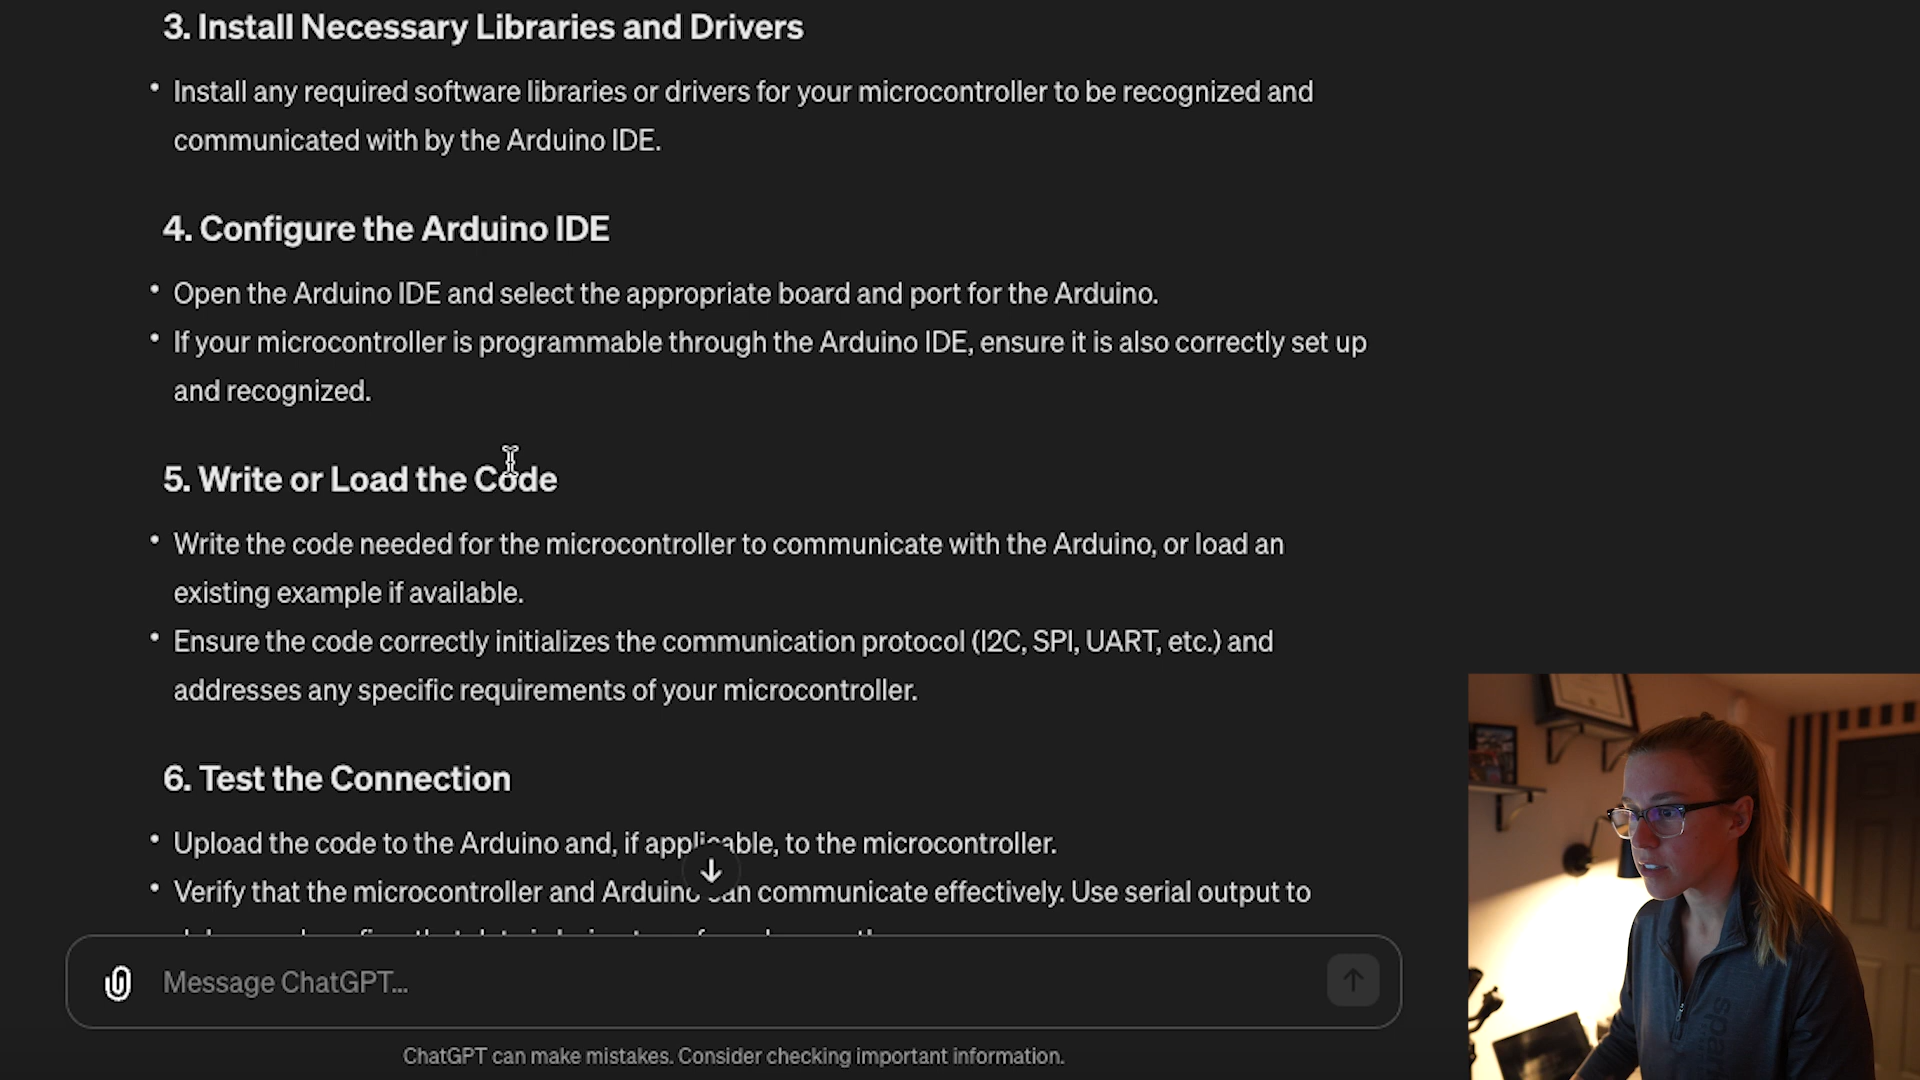 3. Install Necessary Libraries and Drivers
• Install any required software libraries or drivers for your microcontroller to be recognized and
communicated with by the Arduino IDE.
4. Configure the Arduino IDE
• Open the Arduino IDE and select the appropriate board and port for the Arduino.
• If your microcontroller is programmable through the Arduino IDE, ensure it is also correctly set up
and recognized.
5. Write or Load the Code
• Write the code needed for the microcontroller to communicate with the Arduino, or load an
existing example if available.
• Ensure the code correctly initializes the communication protocol (I2C, SPI, UART, etc.) and
addresses any specific requirements of your microcontroller.
6. Test the Connection
• Upload the code to the Arduino and, if applicable, to the microcontroller.
• Verify that the microcontroller and Arduino can communicate effectively. Use serial output to
Message ChatGPT...
ChatGPT can make mistakes. Consider checking important information.